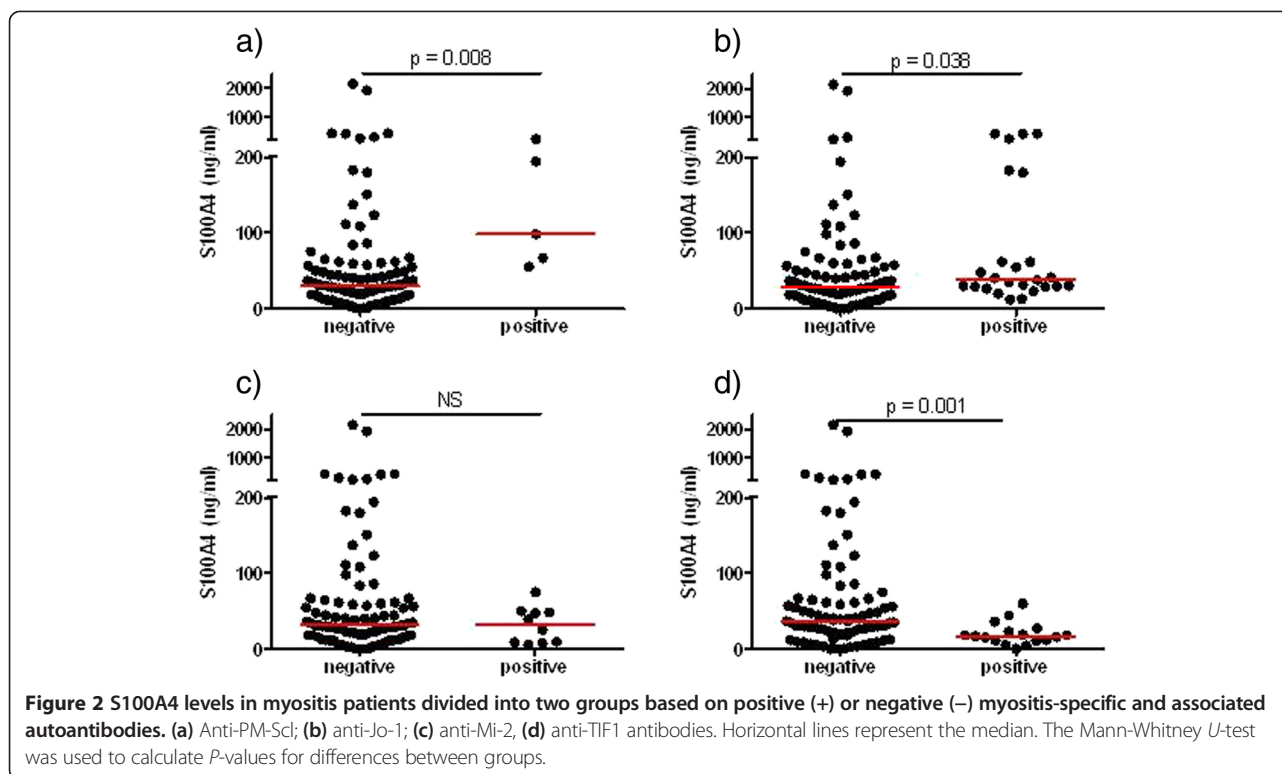 a)
p = 0.008
S100A4 (ng/ml)
2000
1000
200
100
0
negative
positive
b)
p = 0.038
S100A4 (ng/ml)
2000
1000
200
100
0
negative
positive
c)
NS
S100A4 (ng/ml)
2000
1000
200
100
0
negative
positive
d)
p = 0.001
S100A4 (ng/ml)
2000
1000
200
100
0
negative
positive
Figure 2 S100A4 levels in myositis patients divided into two groups based on positive (+) or negative (−) myositis-specific and associated
autoantibodies. (a) Anti-PM-Scl; (b) anti-Jo-1; (c) anti-Mi-2, (d) anti-TIF1 antibodies. Horizontal lines represent the median. The Mann-Whitney U-test
was used to calculate P-values for differences between groups.